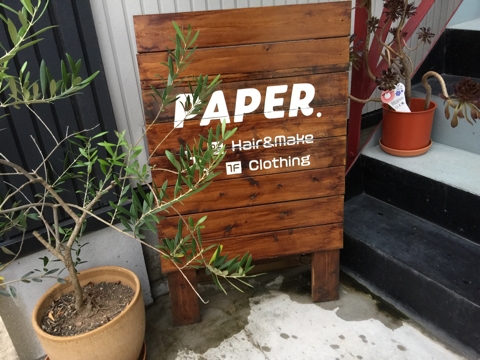 PAPER.
Hair&Make
1F Clothing